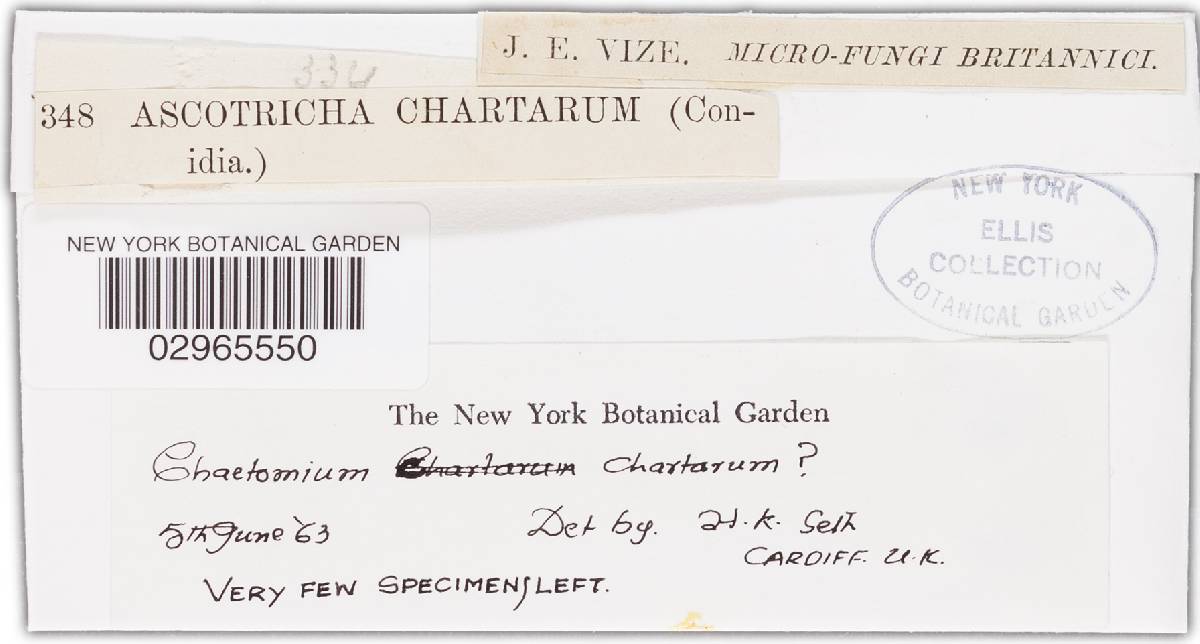 J. E. VIZE. MICRO-FUNGI BRITANNICI.
334
348 ASCOTRICHA CHARTARUM (Con-
idia.)
NEW YORK
ELLIS
COLLECTION
BOTANICAL GARDEN
NEW YORK BOTANICAL GARDEN
02965550
The New York Botanical Garden
Chaetomium Chartarum Chartarum ?
5th June '63 Det by. H. K. Seth
CARDIFF. U.K.
VERY FEW SPECIMENS LEFT.